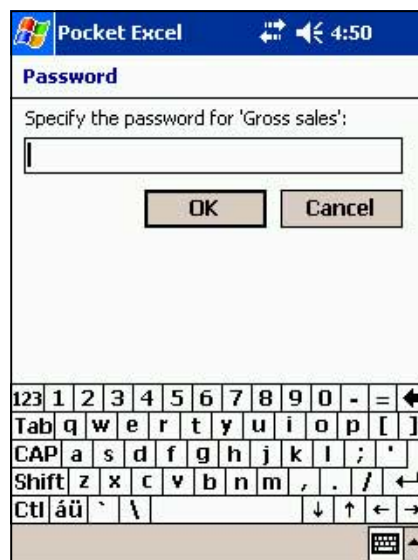 Pocket Excel 4:50
Password
Specify the password for 'Gross sales':
OK Cancel
123 1 2 3 4 5 6 7 8 9 0 - = 
Tab q w e r t y u i o p [ ]
CAP a s d f g h j k l ; '
Shift z x c v b n m , . /
Ctl áü ` \ ↓ ↑ ← →